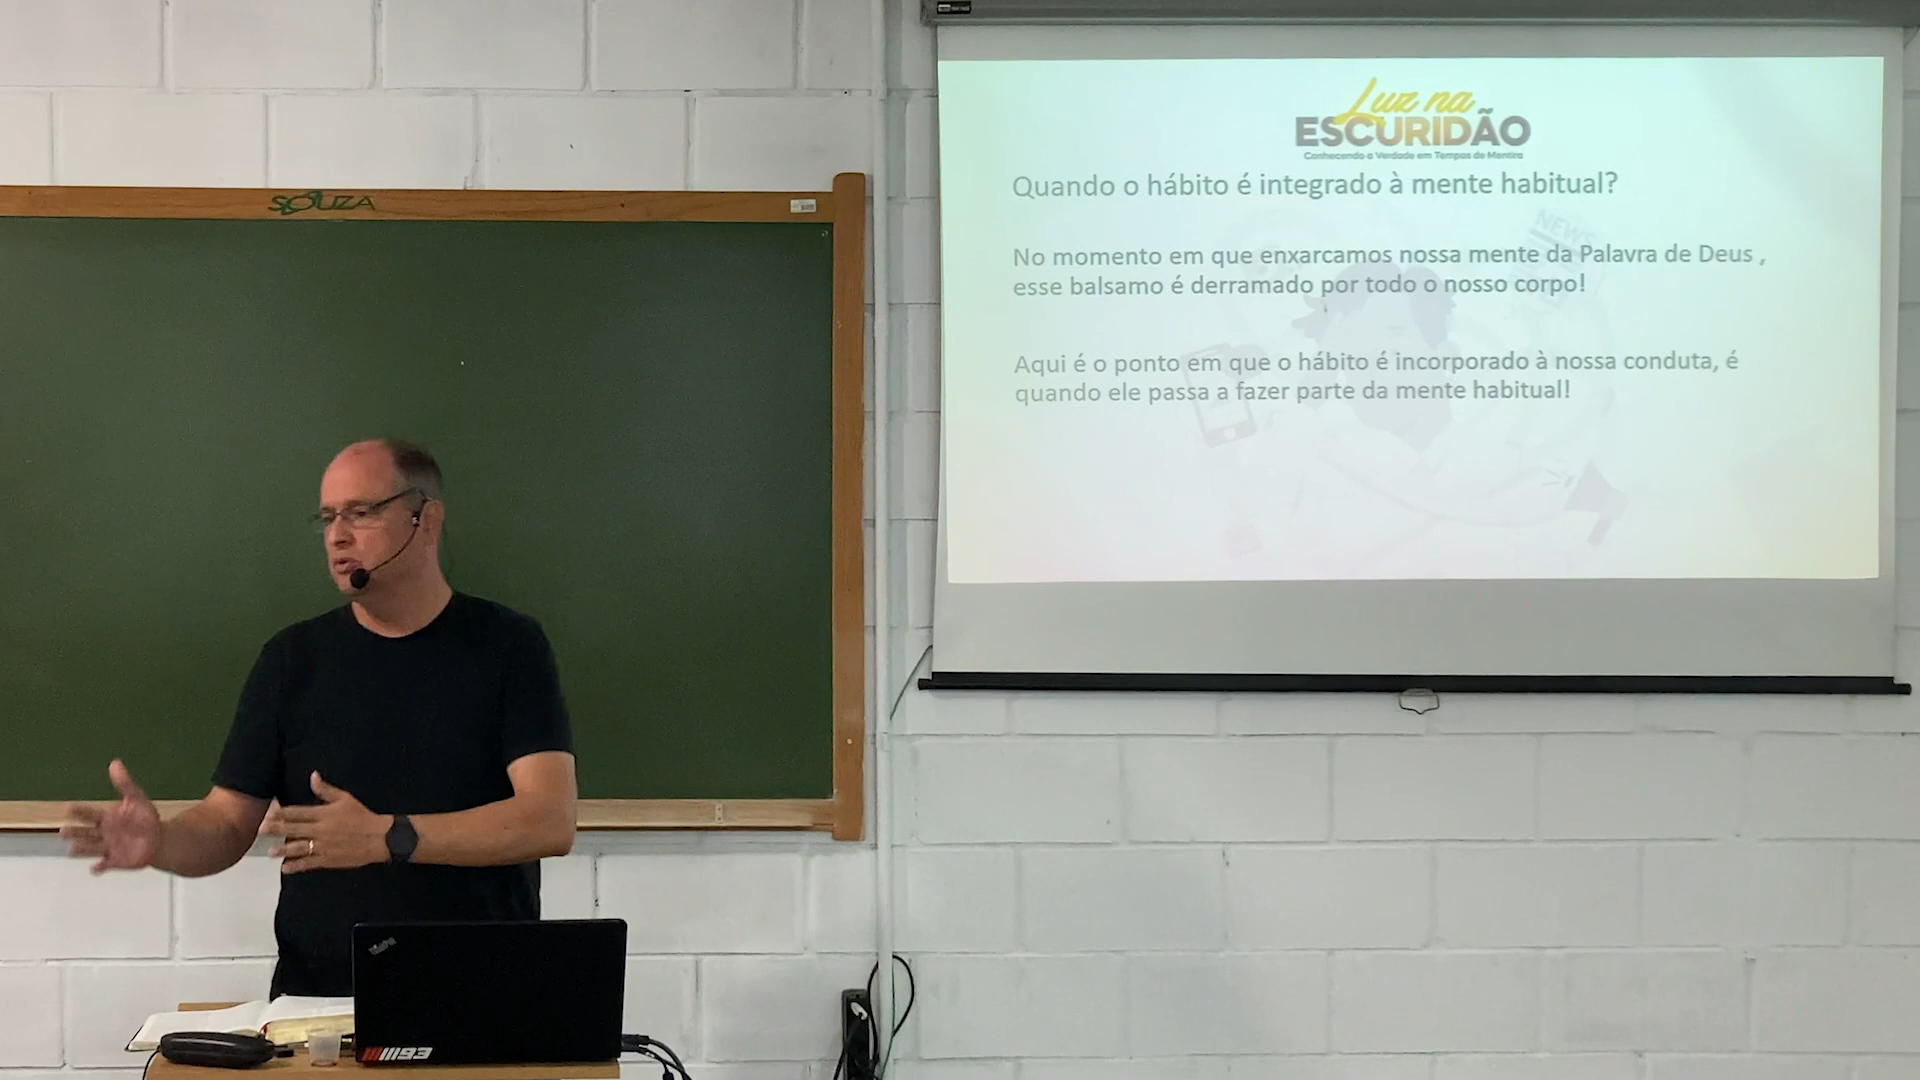 SOUZA
Luz na
ESCURIDÃO
Conhecendo a Verdade em Tempos de Mentira
Quando o hábito é integrado à mente habitual?
NEWS
No momento em que enxarcamos nossa mente da Palavra de Deus ,
esse balsamo é derramado por todo o nosso corpo!
Aqui é o ponto em que o hábito é incorporado à nossa conduta, é
quando ele passa a fazer parte da mente habitual!
93